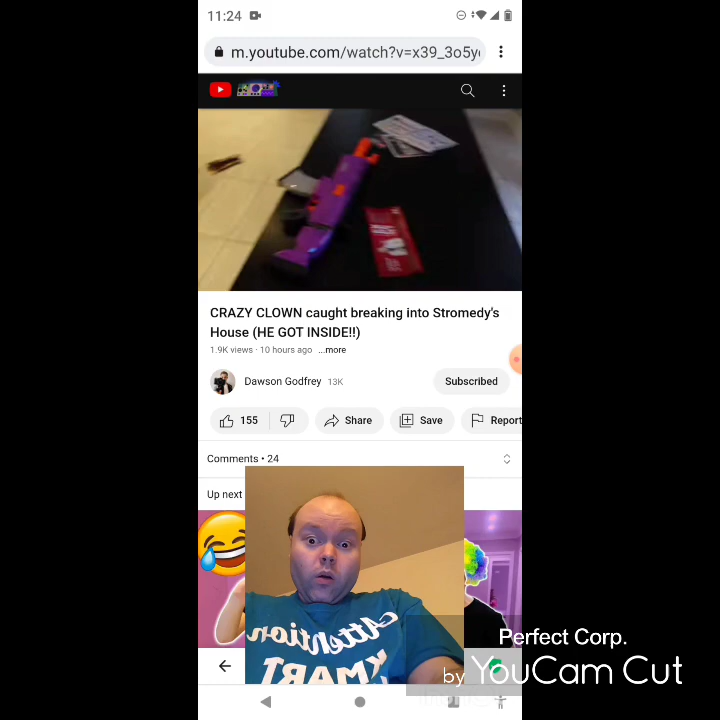 11:24
m.youtube.com/watch?v=x39_3o5y
CRAZY CLOWN caught breaking into Stromedy's
House (HE GOT INSIDE!!)
1.9K views · 10 hours ago ...more
Dawson Godfrey 13K
Subscribed
155
Share
Save
Report
Comments • 24
Up next
Attention
KMART
Perfect Corp.
by YouCam Cut